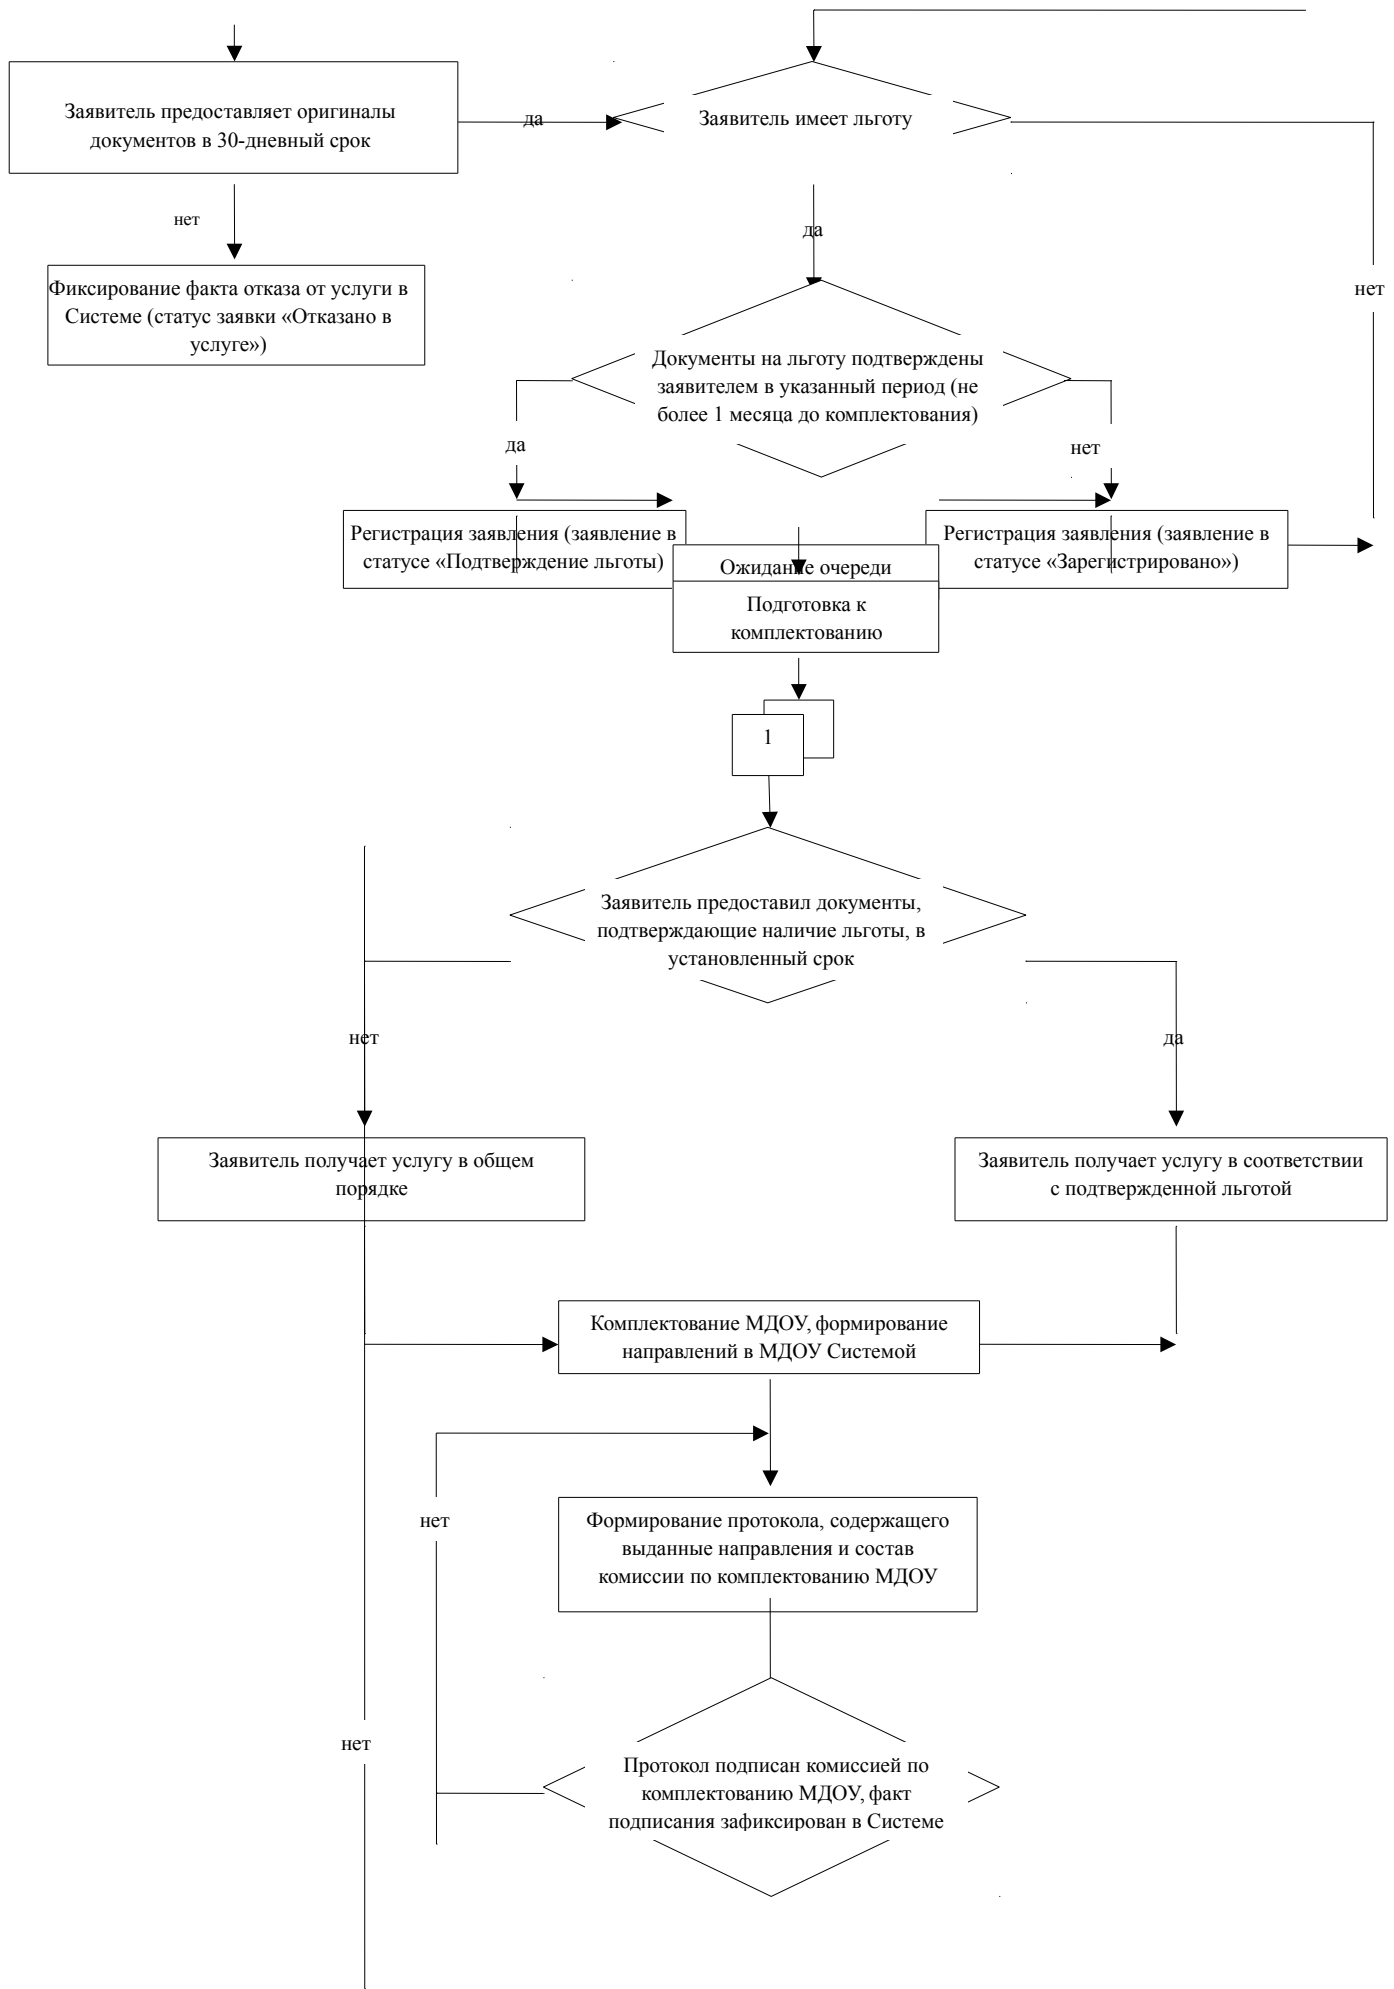 Заявитель предоставляет оригиналы
документов в 30-дневный срок
да
Заявитель имеет льготу
нет
да
нет
Фиксирование факта отказа от услуги в
Системе (статус заявки «Отказано в
услуге»)
Документы на льготу подтверждены
заявителем в указанный период (не
более 1 месяца до комплектования)
да
нет
Регистрация заявления (заявление в
статусе «Подтверждение льготы)
Ожидание очереди
Регистрация заявления (заявление в
статусе «Зарегистрировано»)
Подготовка к
комплектованию
1
Заявитель предоставил документы,
подтверждающие наличие льготы, в
установленный срок
нет
да
Заявитель получает услугу в общем
порядке
Заявитель получает услугу в соответствии
с подтвержденной льготой
Комплектование МДОУ, формирование
направлений в МДОУ Системой
нет
Формирование протокола, содержащего
выданные направления и состав
комиссии по комплектованию МДОУ
нет
Протокол подписан комиссией по
комплектованию МДОУ, факт
подписания зафиксирован в Системе